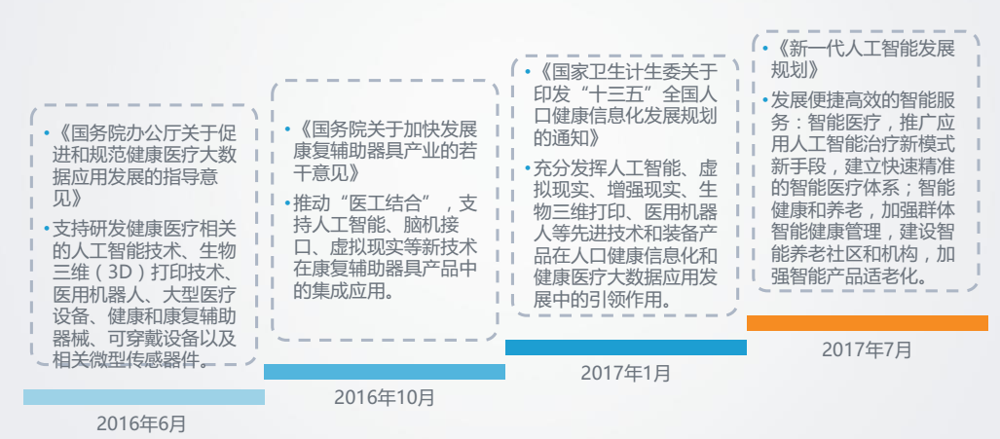 •《国务院办公厅关于促
进和规范健康医疗大数
据应用发展的指导意
见》
•支持研发健康医疗相关
的人工智能技术、生物
三维（3D）打印技术、
医用机器人、大型医疗
设备、健康和康复辅助
器械、可穿戴设备以及
相关微型传感器件。
2016年6月
•《国务院关于加快发展
康复辅助器具产业的若
干意见》
•推动“医工结合”，支
持人工智能、脑机接
口、虚拟现实等新技术
在康复辅助器具产品中
的集成应用。
2016年10月
•《国家卫生计生委关于
印发“十三五”全国人
口健康信息化发展规划
的通知》
•充分发挥人工智能、虚
拟现实、增强现实、生
物三维打印、医用机器
人等先进技术和装备产
品在人口健康信息化和
健康医疗大数据应用发
展中的引领作用。
2017年1月
•《新一代人工智能发展
规划》
•发展便捷高效的智能服
务：智能医疗，推广应
用人工智能治疗新模式
新手段，建立快速精准
的智能医疗体系；智能
健康和养老，加强群体
智能健康管理，建设智
能养老社区和机构，加
强智能产品适老化。
2017年7月